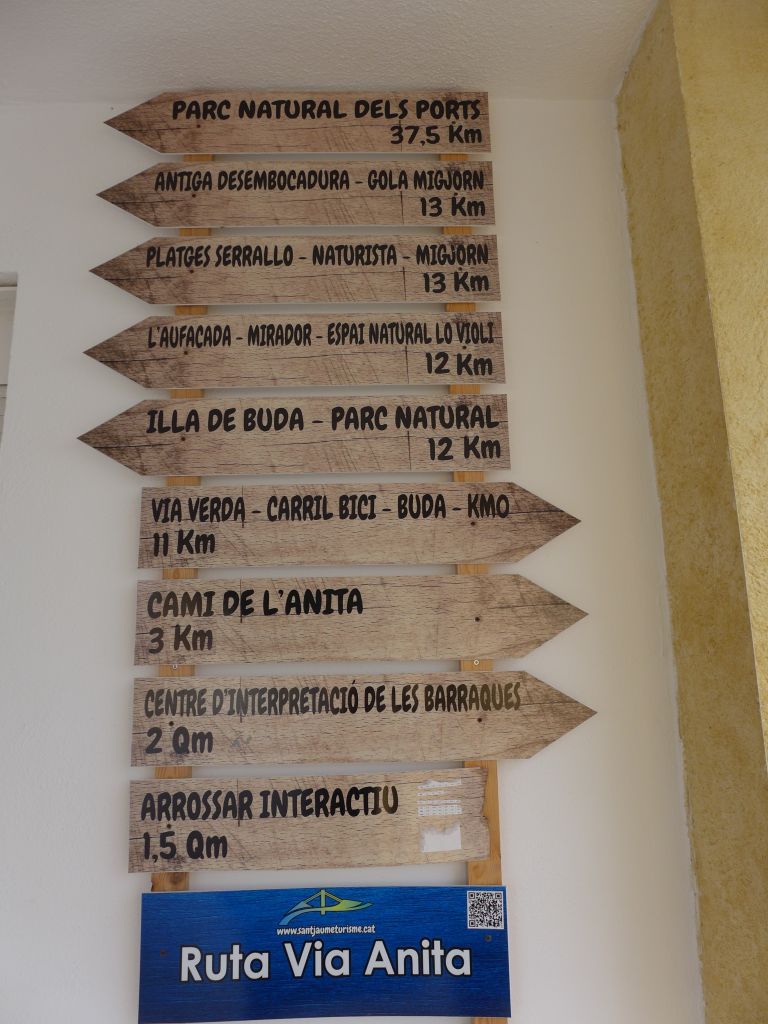 PARC NATURAL DELS PORTS
37,5 Km
ANTIGA DESEMBOCADURA - GOLA MIGJORN
13 Km
PLATGES SERRALLO - NATURISTA - MIGJORN
13 Km
L'AUFACADA - MIRADOR - ESPAI NATURAL LO VIOLI
12 Km
ILLA DE BUDA - PARC NATURAL
12 Km
VIA VERDA - CARRIL BICI - BUDA - KM0
11 Km
CAMI DE L'ANITA
3 Km
CENTRE D'INTERPRETACIÓ DE LES BARRAQUES
2 Qm
ARROSSAR INTERACTIU
1,5 Qm
www.santjaumeturisme.cat
Ruta Via Anita